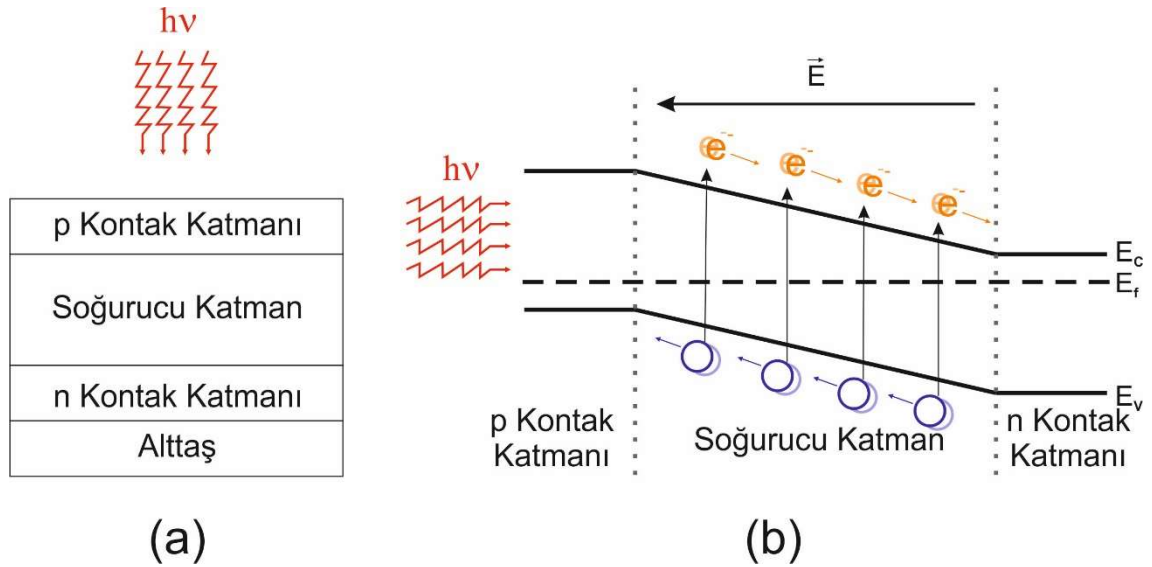 hν
p Kontak Katmanı
Soğurucu Katman
n Kontak Katmanı
Alttaş
(a)
E
hν
e⁻
e⁻
e⁻
e⁻
Ec
Ef
Ev
p Kontak
Katmanı
Soğurucu Katman
n Kontak
Katmanı
(b)